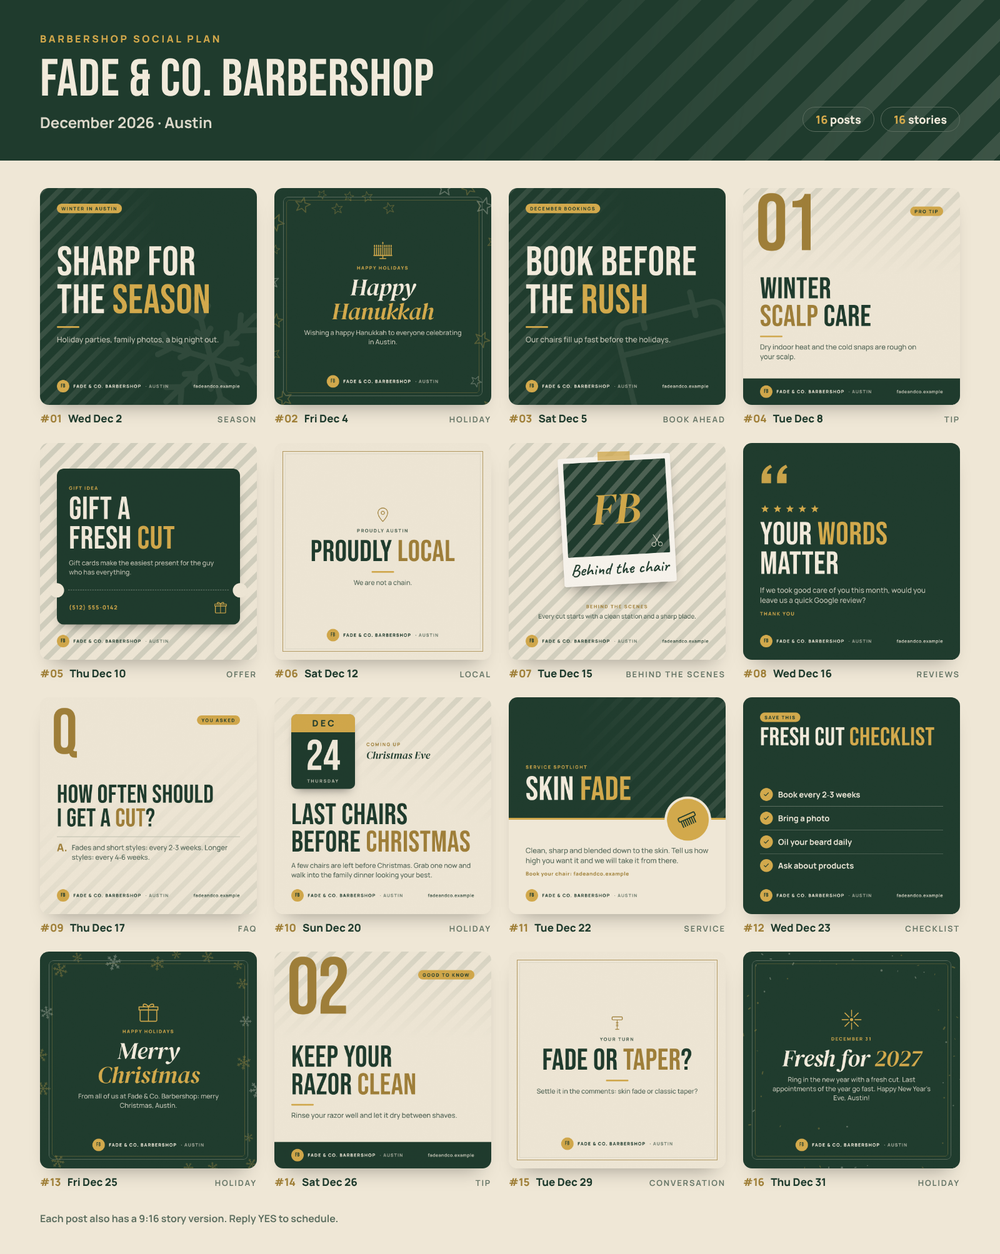 BARBERSHOP SOCIAL PLAN
FADE & CO. BARBERSHOP
December 2026 · Austin
16 posts
16 stories
WINTER IN AUSTIN
SHARP FOR
THE SEASON
Holiday parties, family photos, a big night out.
FB FADE & CO. BARBERSHOP · AUSTIN fadeandco.example
#01 Wed Dec 2 SEASON
HAPPY HOLIDAYS
Happy
Hanukkah
Wishing a happy Hanukkah to everyone celebrating
in Austin.
FB FADE & CO. BARBERSHOP · AUSTIN
#02 Fri Dec 4 HOLIDAY
DECEMBER BOOKINGS
BOOK BEFORE
THE RUSH
Our chairs fill up fast before the holidays.
FB FADE & CO. BARBERSHOP · AUSTIN fadeandco.example
#03 Sat Dec 5 BOOK AHEAD
01
PRO TIP
WINTER
SCALP CARE
Dry indoor heat and the cold snaps are rough on
your scalp.
FB FADE & CO. BARBERSHOP · AUSTIN fadeandco.example
#04 Tue Dec 8 TIP
GIFT IDEA
GIFT A
FRESH CUT
Gift cards make the easiest present for the guy
who has everything.
(512) 555-0142
FB FADE & CO. BARBERSHOP · AUSTIN fadeandco.example
#05 Thu Dec 10 OFFER
PROUDLY AUSTIN
PROUDLY LOCAL
We are not a chain.
FB FADE & CO. BARBERSHOP · AUSTIN
#06 Sat Dec 12 LOCAL
FB
Behind the chair
BEHIND THE SCENES
Every cut starts with a clean station and a sharp blade.
FB FADE & CO. BARBERSHOP · AUSTIN fadeandco.example
#07 Tue Dec 15 BEHIND THE SCENES
“
YOUR WORDS
MATTER
If we took good care of you this month, would you
leave us a quick Google review?
THANK YOU
FB FADE & CO. BARBERSHOP · AUSTIN fadeandco.example
#08 Wed Dec 16 REVIEWS
Q
YOU ASKED
HOW OFTEN SHOULD
I GET A CUT?
A. Fades and short styles: every 2-3 weeks. Longer
styles: every 4-6 weeks.
FB FADE & CO. BARBERSHOP · AUSTIN fadeandco.example
#09 Thu Dec 17 FAQ
DEC
24
THURSDAY
COMING UP
Christmas Eve
LAST CHAIRS
BEFORE CHRISTMAS
A few chairs are left before Christmas. Grab one now and
walk into the family dinner looking your best.
FB FADE & CO. BARBERSHOP · AUSTIN fadeandco.example
#10 Sun Dec 20 HOLIDAY
SERVICE SPOTLIGHT
SKIN FADE
Clean, sharp and blended down to the skin. Tell us how
high you want it and we will take it from there.
Book your chair: fadeandco.example
FB FADE & CO. BARBERSHOP · AUSTIN
#11 Tue Dec 22 SERVICE
SAVE THIS
FRESH CUT CHECKLIST
Book every 2-3 weeks
Bring a photo
Oil your beard daily
Ask about products
FB FADE & CO. BARBERSHOP · AUSTIN fadeandco.example
#12 Wed Dec 23 CHECKLIST
HAPPY HOLIDAYS
Merry
Christmas
From all of us at Fade & Co. Barbershop: merry
Christmas, Austin.
FB FADE & CO. BARBERSHOP · AUSTIN
#13 Fri Dec 25 HOLIDAY
02
GOOD TO KNOW
KEEP YOUR
RAZOR CLEAN
Rinse your razor well and let it dry between shaves.
FB FADE & CO. BARBERSHOP · AUSTIN fadeandco.example
#14 Sat Dec 26 TIP
YOUR TURN
FADE OR TAPER?
Settle it in the comments: skin fade or classic taper?
FB FADE & CO. BARBERSHOP · AUSTIN
#15 Tue Dec 29 CONVERSATION
DECEMBER 31
Fresh for 2027
Ring in the new year with a fresh cut. Last
appointments of the year go fast. Happy New Year's
Eve, Austin!
FB FADE & CO. BARBERSHOP · AUSTIN
#16 Thu Dec 31 HOLIDAY
Each post also has a 9:16 story version. Reply YES to schedule.